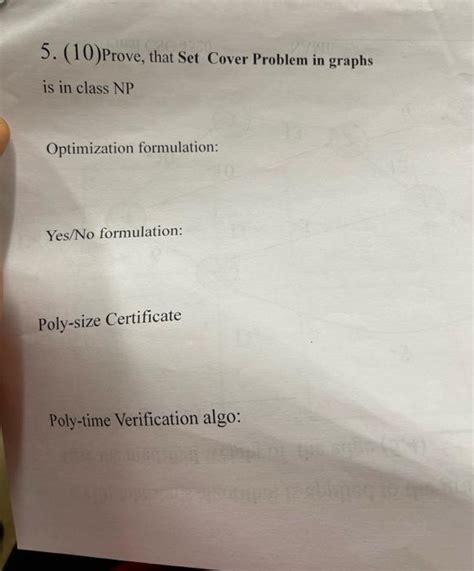 5. (10)Prove, that Set Cover Problem in graphs
is in class NP
Optimization formulation:
Yes/No formulation:
Poly-size Certificate
Poly-time Verification algo: